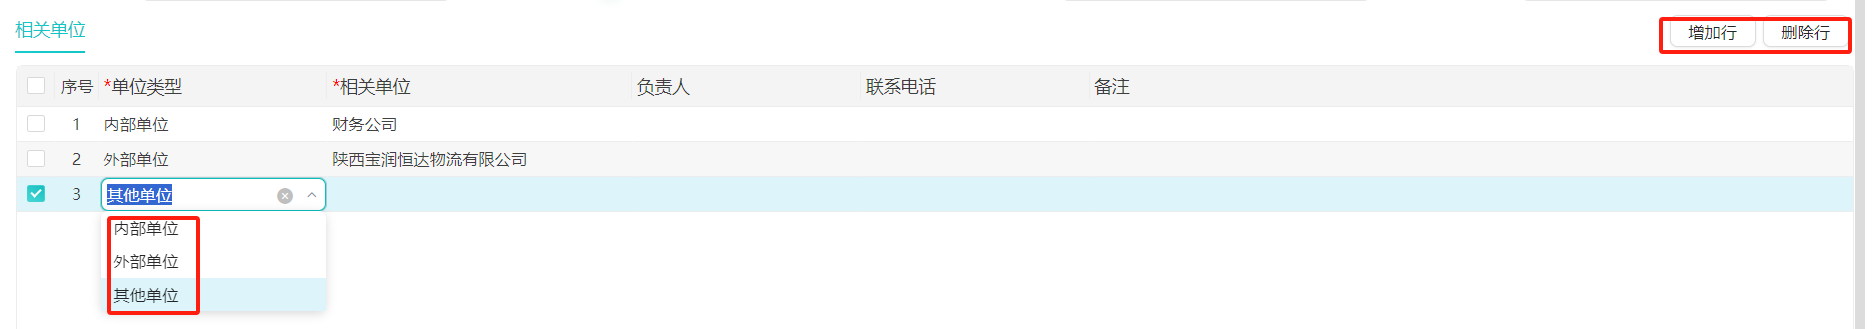 相关单位
增加行 删除行
序号 *单位类型 *相关单位 负责人 联系电话 备注
1 内部单位 财务公司
2 外部单位 陕西宝润恒达物流有限公司
3 其他单位
内部单位
外部单位
其他单位